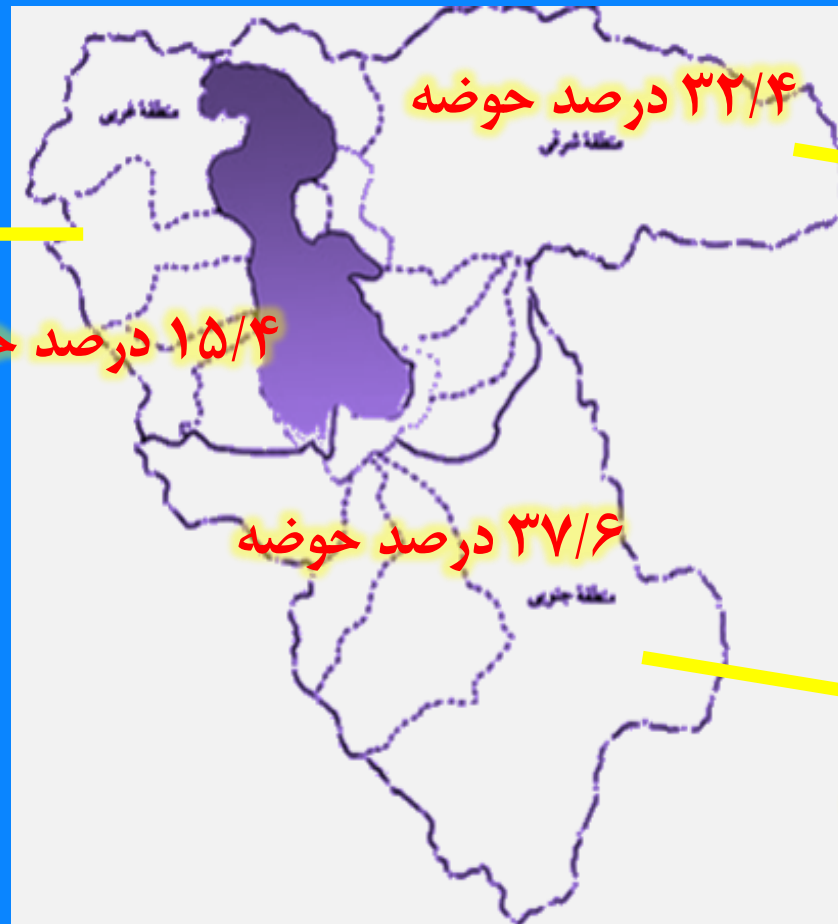 ۳۲/۴ درصد حوضه
منطقهٔ غربی
منطقهٔ شرقی
۱۵/۴ درصد
۳۷/۶ درصد حوضه
منطقهٔ جنوبی